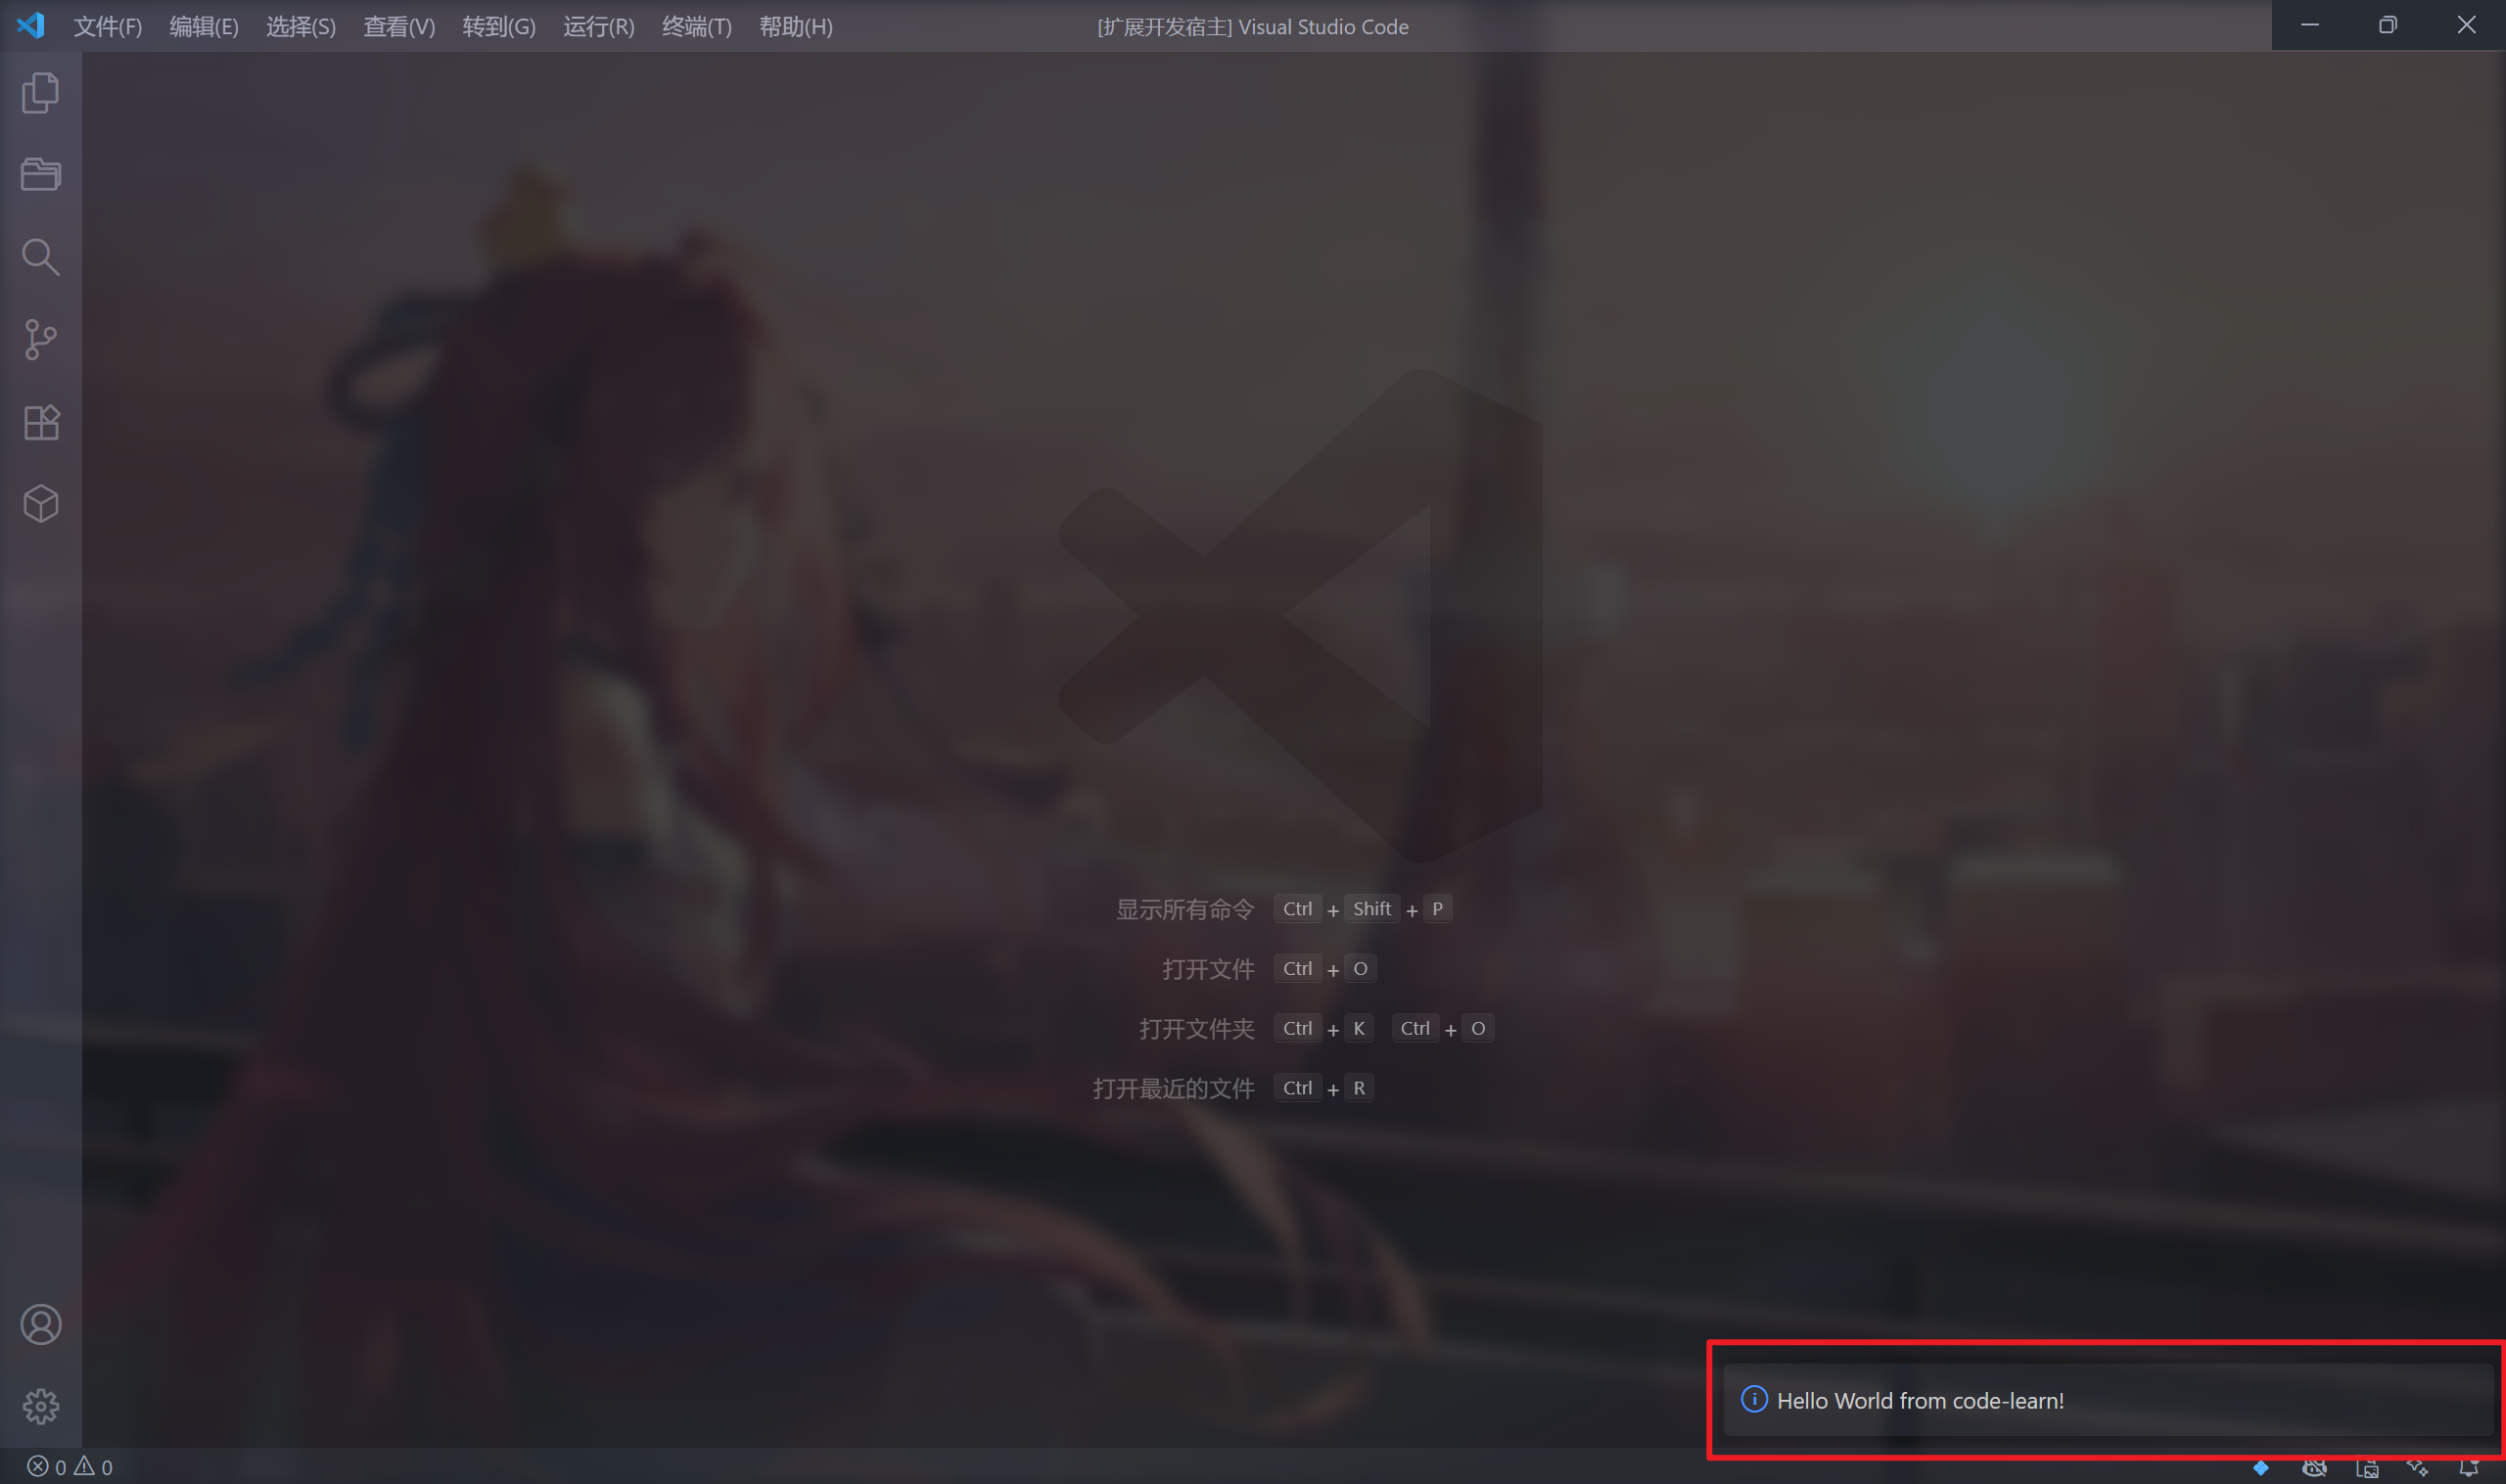 文件(F) 编辑(E) 选择(S) 查看(V) 转到(G) 运行(R) 终端(T) 帮助(H) [扩展开发宿主] Visual Studio Code
显示所有命令 Ctrl + Shift + P
打开文件 Ctrl + O
打开文件夹 Ctrl + K Ctrl + O
打开最近的文件 Ctrl + R
Hello World from code-learn!
0 0